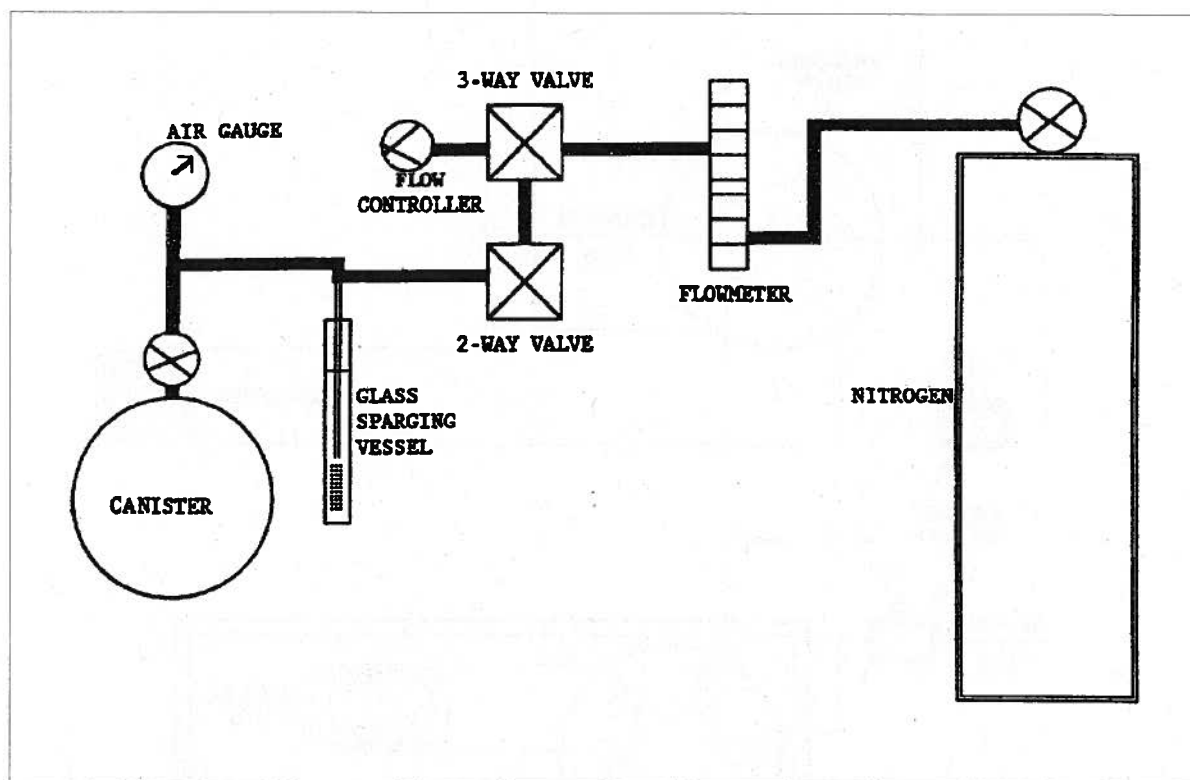 3-WAY VALVE
AIR GAUGE
FLOW
CONTROLLER
FLOWMETER
2-WAY VALVE
GLASS
SPARGING
VESSEL
NITROGEN
CANISTER